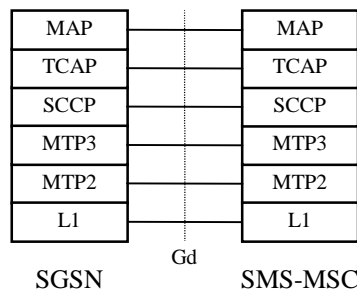 MAP MAP
TCAP TCAP
SCCP SCCP
MTP3 MTP3
MTP2 MTP2
L1 L1
Gd
SGSN SMS-MSC